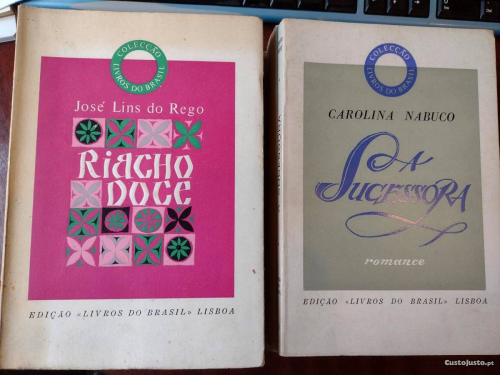 COLECÇÃO
LIVROS DO BRASIL
José Lins do Rego
RIACHO
DOCE
EDIÇÃO «LIVROS DO BRASIL» LISBOA
COLECÇÃO
LIVROS DO BRASIL
CAROLINA NABUCO
A
SUCESSORA
romance
EDIÇÃO «LIVROS DO BRASIL» LISBOA
CustoJusto.pt